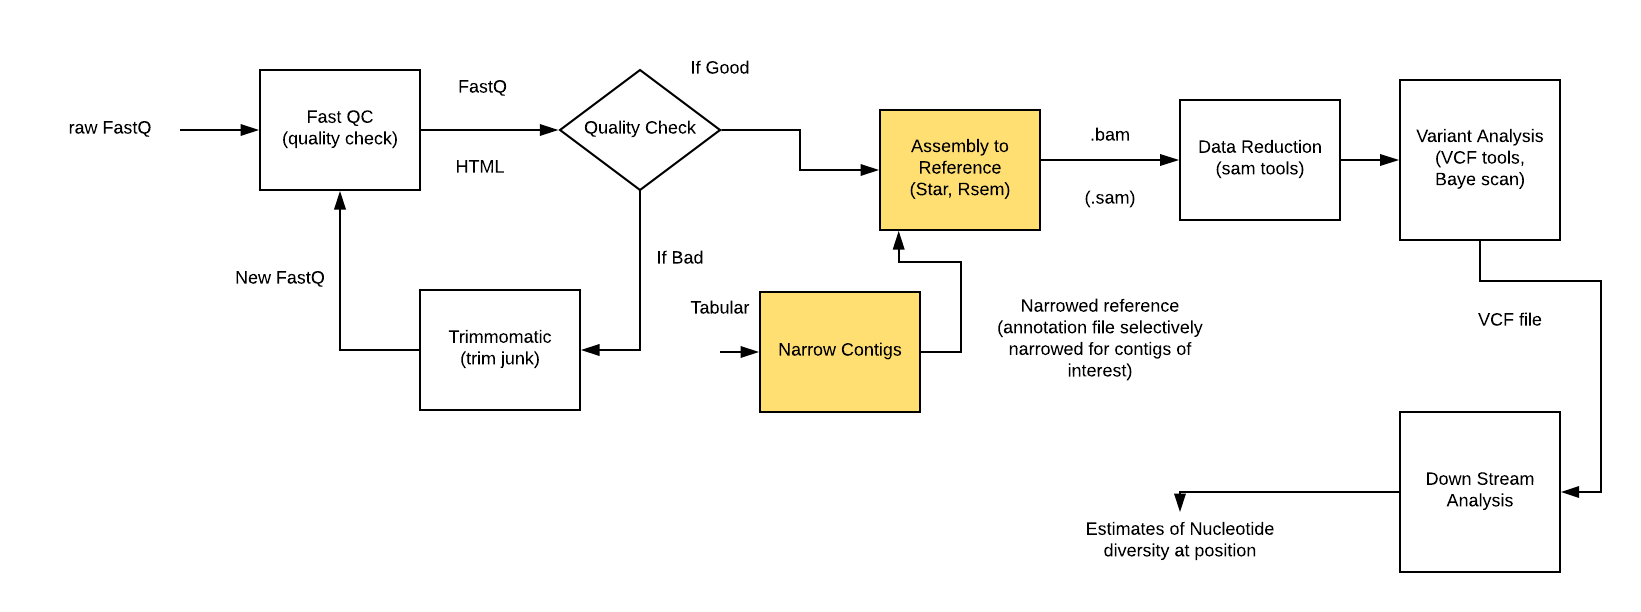 raw FastQ
Fast QC
(quality check)
FastQ
HTML
Quality Check
If Good
If Bad
New FastQ
Trimmomatic
(trim junk)
Assembly to
Reference
(Star, Rsem)
Tabular
Narrow Contigs
Narrowed reference
(annotation file selectively
narrowed for contigs of
interest)
.bam
(.sam)
Data Reduction
(sam tools)
Variant Analysis
(VCF tools,
Baye scan)
VCF file
Down Stream
Analysis
Estimates of Nucleotide
diversity at position